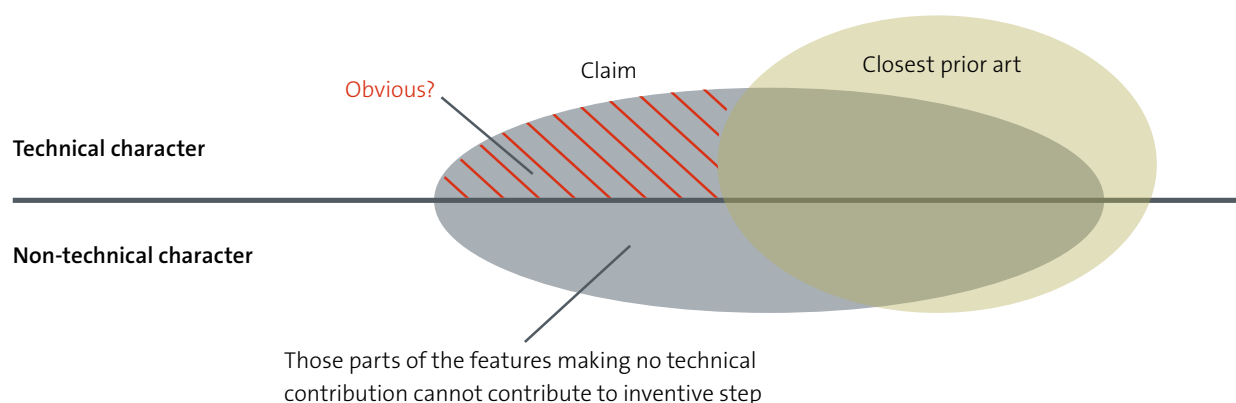 Claim
Closest prior art
Obvious?
Technical character
Non-technical character
Those parts of the features making no technical
contribution cannot contribute to inventive step